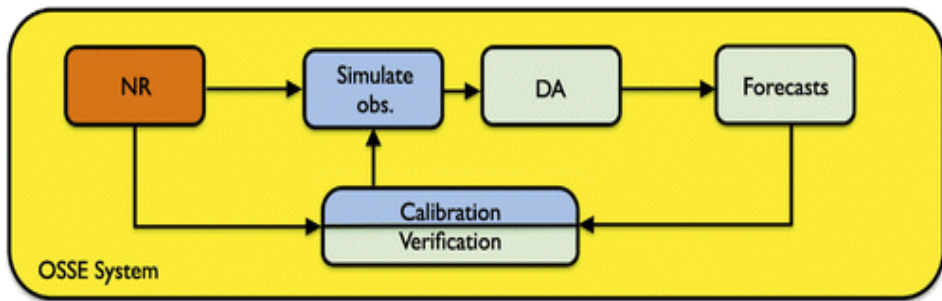 NR
Simulate
obs.
DA
Forecasts
Calibration
Verification
OSSE System